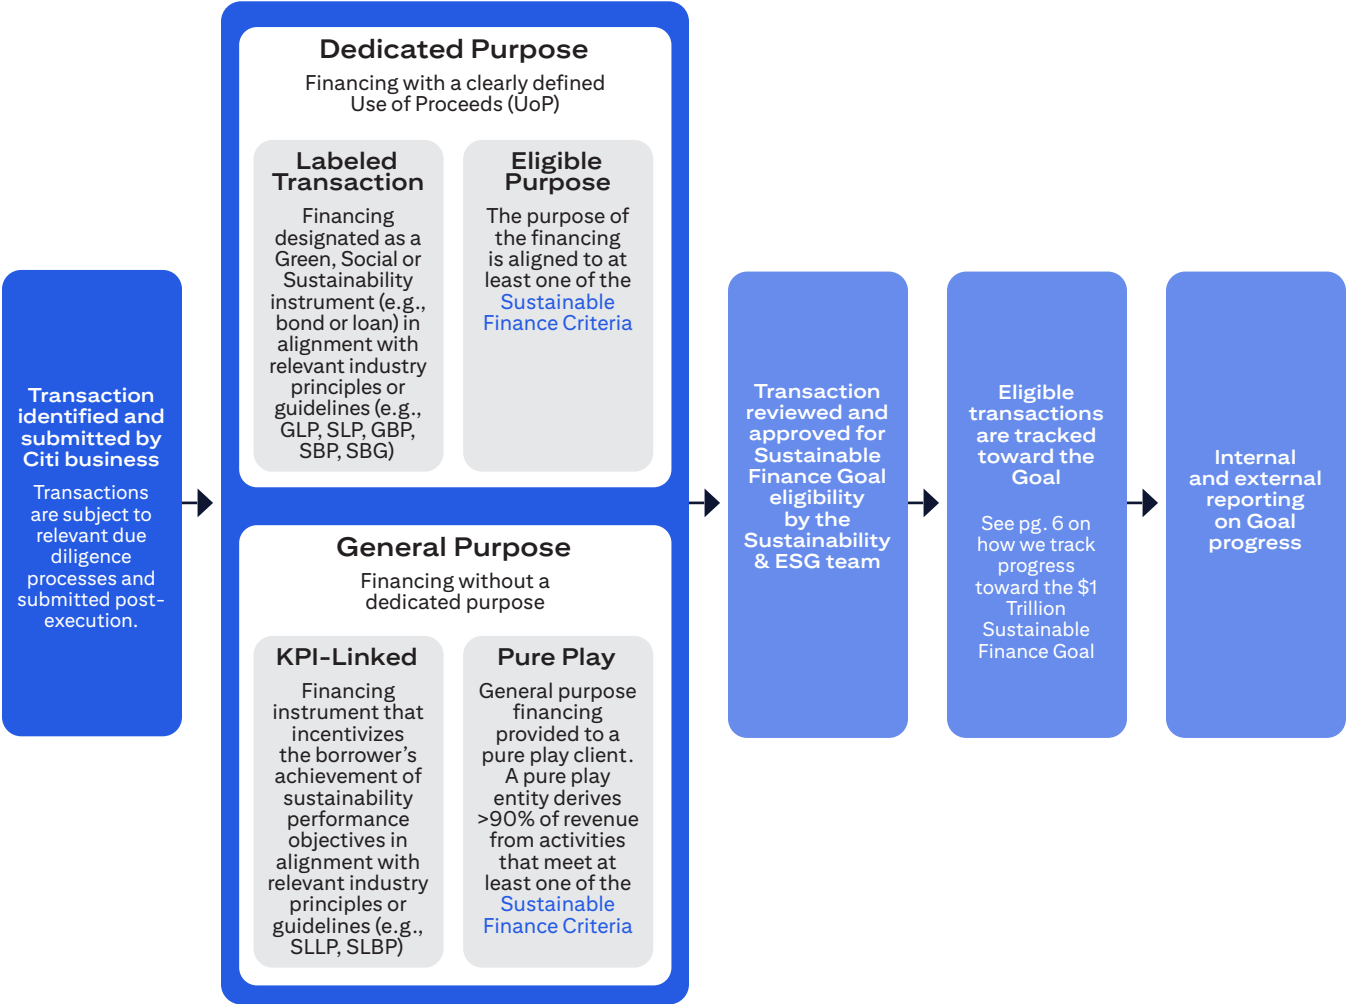 Transaction
identified and
submitted by
Citi business
Transactions
are subject to
relevant due
diligence
processes and
submitted post-
execution.
Dedicated Purpose
Financing with a clearly defined
Use of Proceeds (UoP)
Labeled
Transaction
Financing
designated as a
Green, Social or
Sustainability
instrument (e.g.,
bond or loan) in
alignment with
relevant industry
principles or
guidelines (e.g.,
GLP, SLP, GBP,
SBP, SBG)
Eligible
Purpose
The purpose of
the financing
is aligned to at
least one of the
Sustainable
Finance Criteria
General Purpose
Financing without a
dedicated purpose
KPI-Linked
Financing
instrument that
incentivizes
the borrower’s
achievement of
sustainability
performance
objectives in
alignment with
relevant industry
principles or
guidelines (e.g.,
SLLP, SLBP)
Pure Play
General purpose
financing
provided to a
pure play client.
A pure play
entity derives
>90% of revenue
from activities
that meet at
least one of the
Sustainable
Finance Criteria
Transaction
reviewed and
approved for
Sustainable
Finance Goal
eligibility
by the
Sustainability
& ESG team
Eligible
transactions
are tracked
toward the
Goal
See pg. 6 on
how we track
progress
toward the $1
Trillion
Sustainable
Finance Goal
Internal
and external
reporting
on Goal
progress